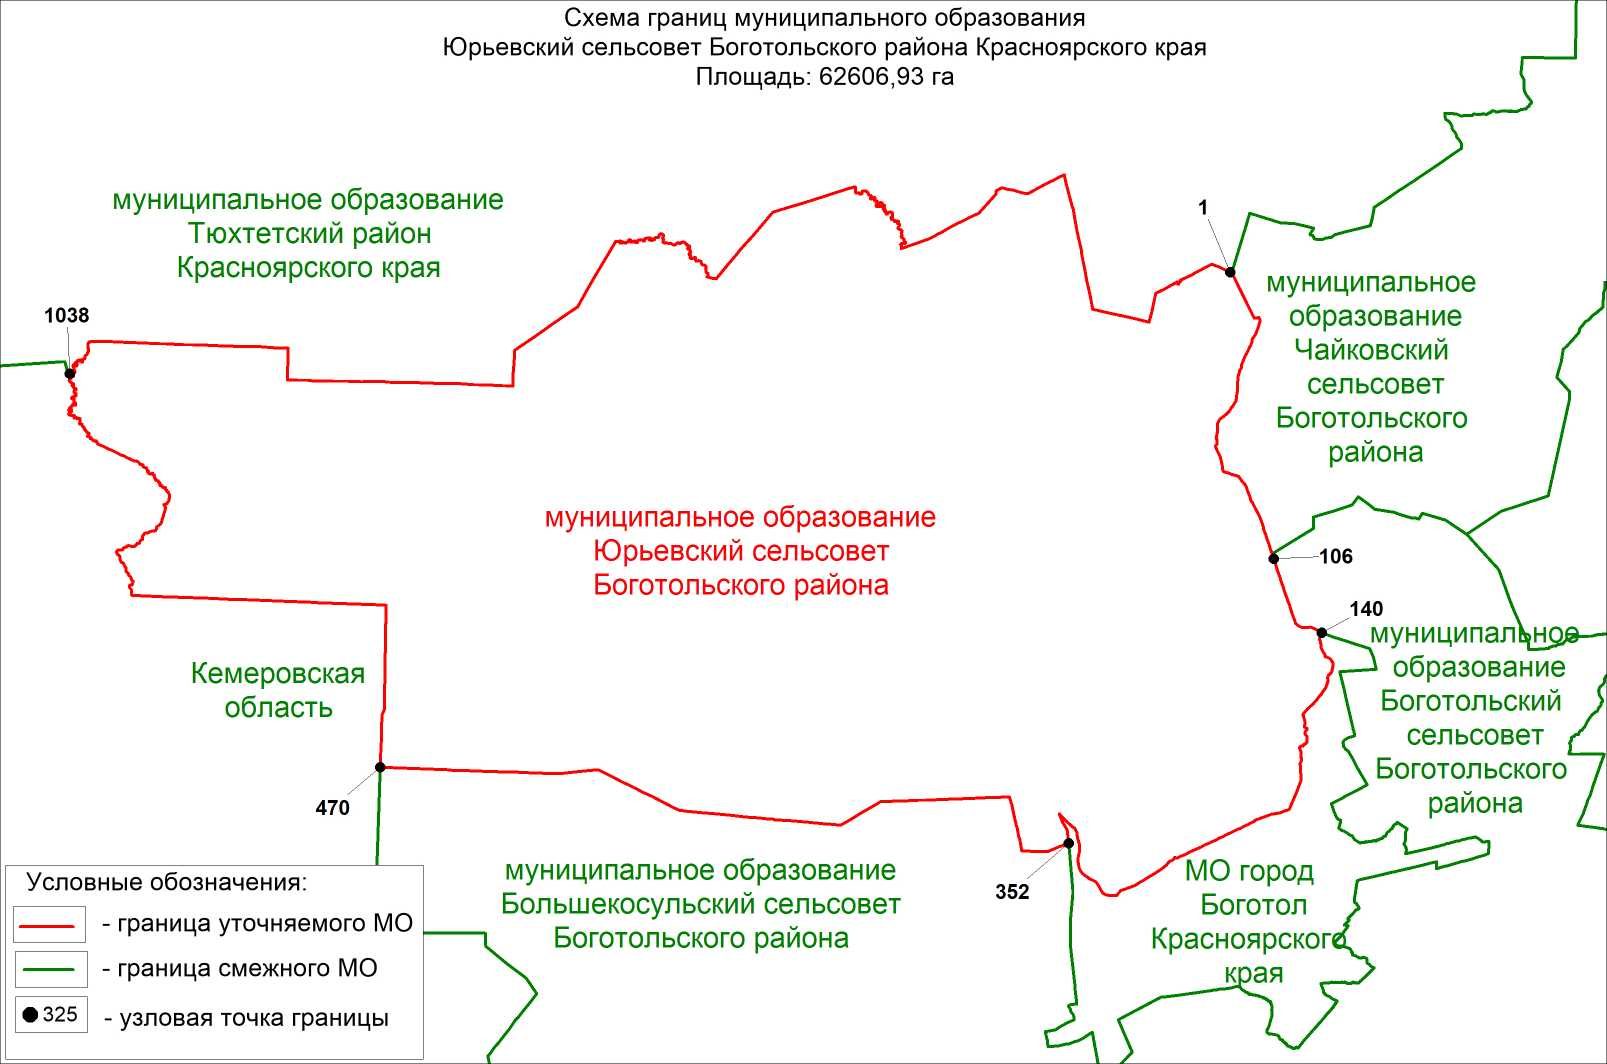 Схема границ муниципального образования
Юрьевский сельсовет Боготольского района Красноярского края
Площадь: 62606,93 га
муниципальное образование
Тюхтетский район
Красноярского края
1
1038
муниципальное
образование
Чайковский
сельсовет
Боготольского
района
муниципальное образование
Юрьевский сельсовет
Боготольского района
106
140
муниципальное
образование
Боготольский
сельсовет
Боготольского
района
Кемеровская
область
470
352
муниципальное образование
Большекосульский сельсовет
Боготольского района
МО город
Боготол
Красноярского
края
Условные обозначения:
- граница уточняемого МО
- граница смежного МО
325 - узловая точка границы